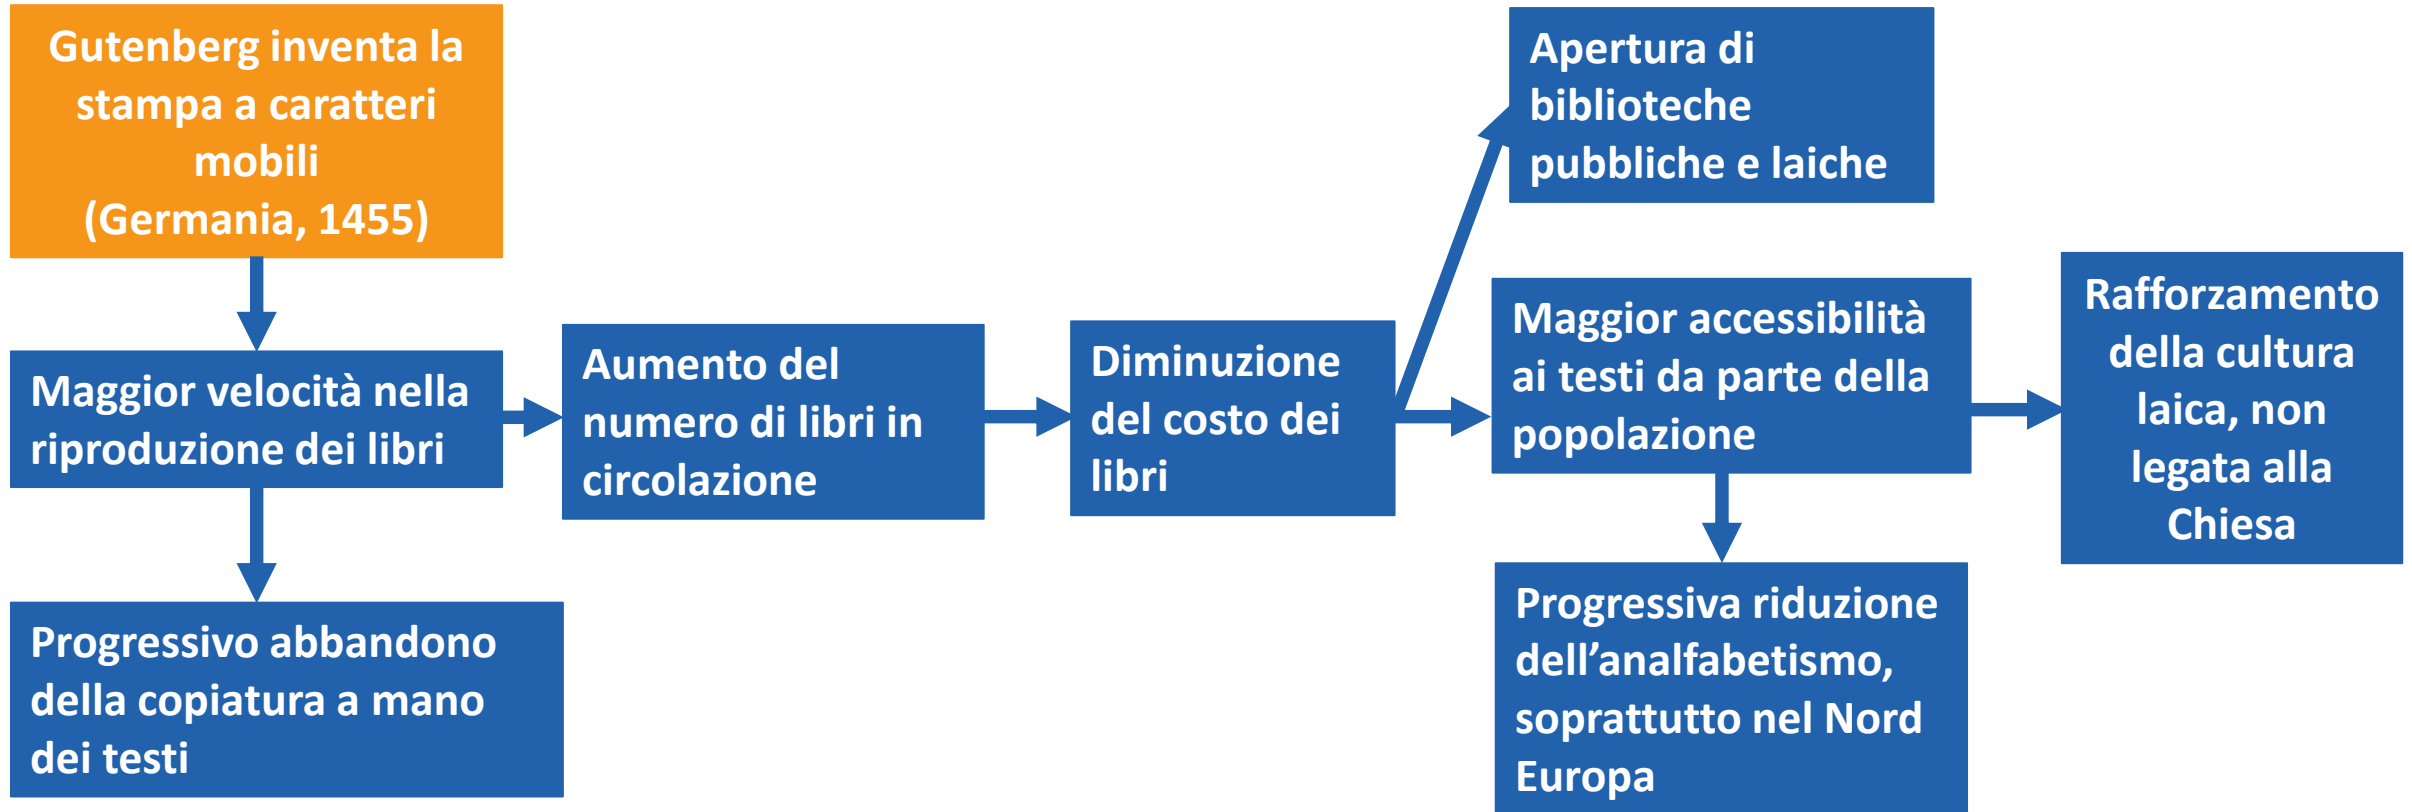 Gutenberg inventa la
stampa a caratteri
mobili
(Germania, 1455)
Maggior velocità nella
riproduzione dei libri
Progressivo abbandono
della copiatura a mano
dei testi
Aumento del
numero di libri in
circolazione
Diminuzione
del costo dei
libri
Apertura di
biblioteche
pubbliche e laiche
Maggior accessibilità
ai testi da parte della
popolazione
Progressiva riduzione
dell’analfabetismo,
soprattutto nel Nord
Europa
Rafforzamento
della cultura
laica, non
legata alla
Chiesa